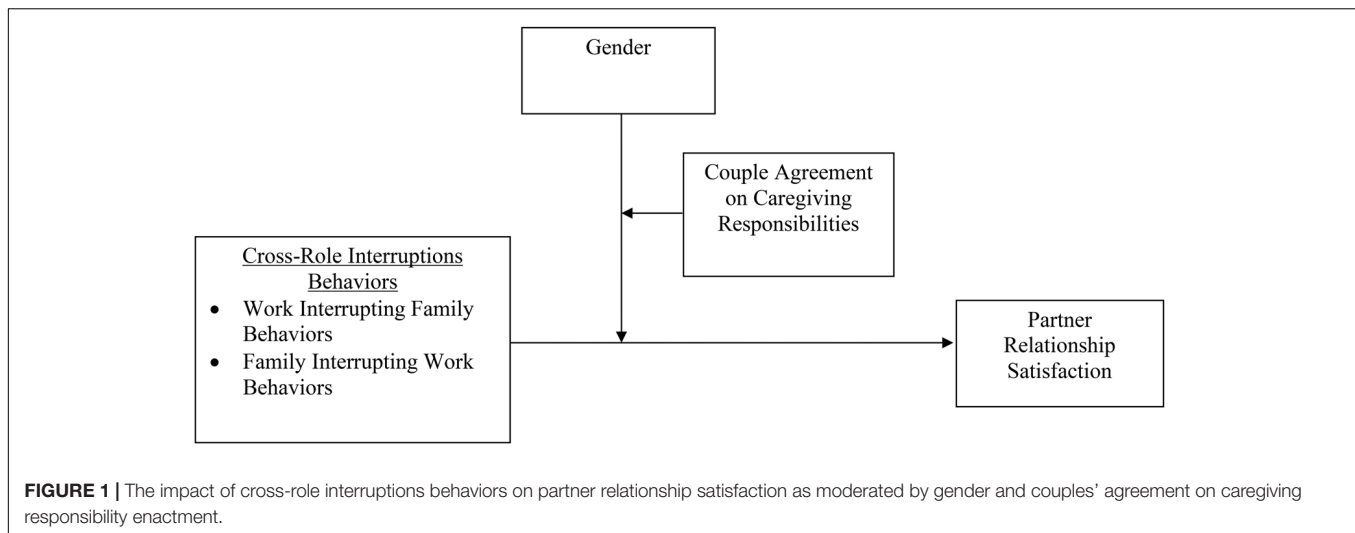 Gender
Couple Agreement
on Caregiving
Responsibilities
Cross-Role Interruptions
Behaviors
• Work Interrupting Family
Behaviors
• Family Interrupting Work
Behaviors
Partner
Relationship
Satisfaction
FIGURE 1 | The impact of cross-role interruptions behaviors on partner relationship satisfaction as moderated by gender and couples’ agreement on caregiving
responsibility enactment.